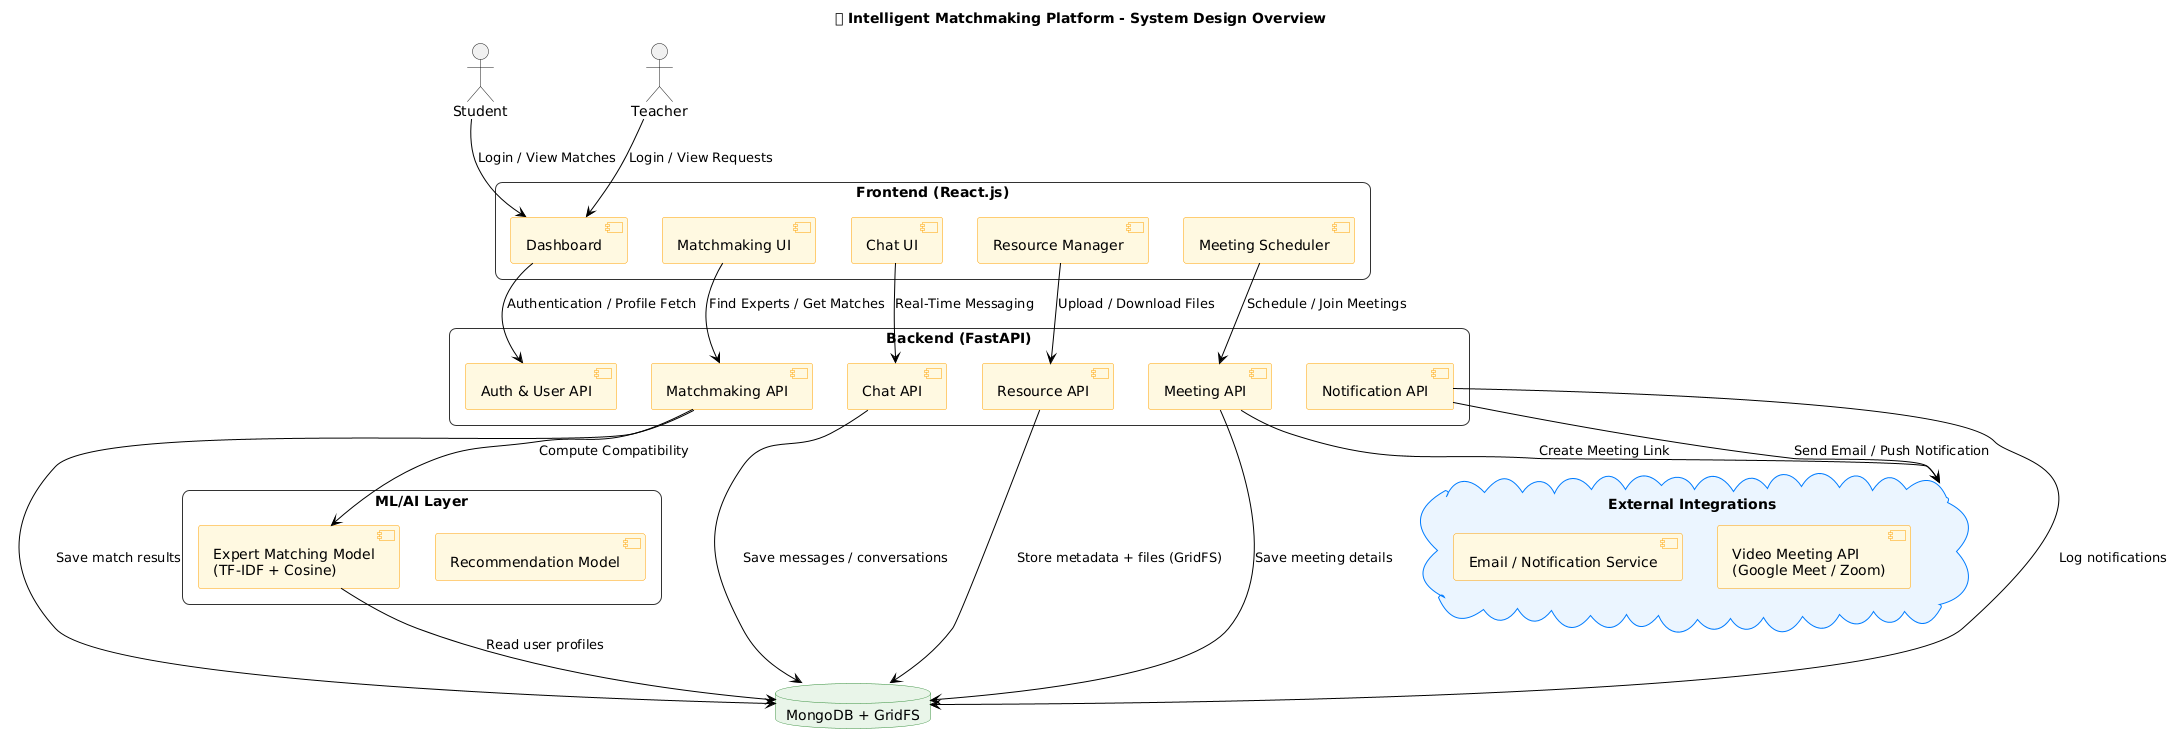 Intelligent Matchmaking Platform - System Design Overview
Student
Teacher
Login / View Matches
Login / View Requests
Frontend (React.js)
Dashboard
Matchmaking UI
Chat UI
Resource Manager
Meeting Scheduler
Authentication / Profile Fetch
Find Experts / Get Matches
Real-Time Messaging
Upload / Download Files
Schedule / Join Meetings
Backend (FastAPI)
Auth & User API
Matchmaking API
Chat API
Resource API
Meeting API
Notification API
Compute Compatibility
Create Meeting Link
Send Email / Push Notification
ML/AI Layer
Expert Matching Model
(TF-IDF + Cosine)
Recommendation Model
External Integrations
Email / Notification Service
Video Meeting API
(Google Meet / Zoom)
Save match results
Save messages / conversations
Store metadata + files (GridFS)
Save meeting details
Log notifications
Read user profiles
MongoDB + GridFS